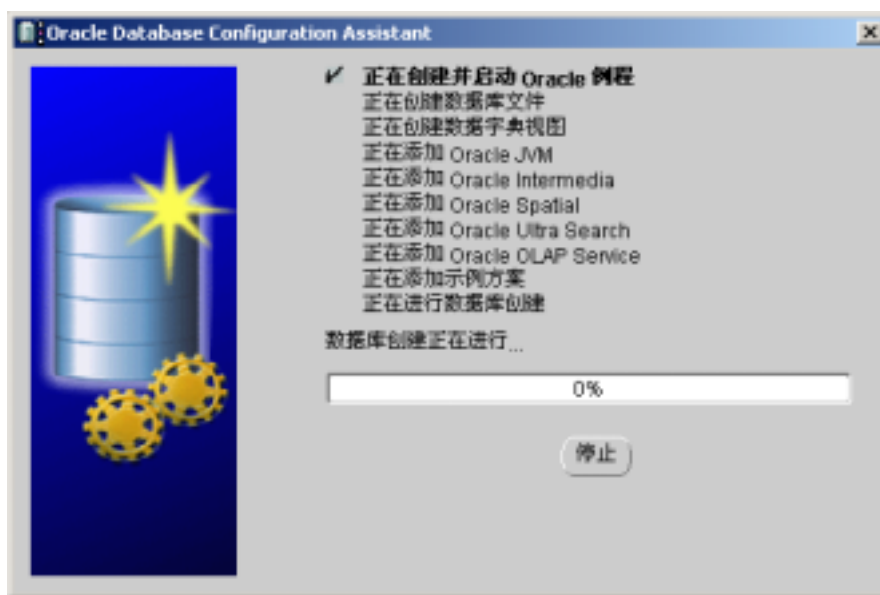 Oracle Database Configuration Assistant
正在创建并启动 Oracle 例程
正在创建数据库文件
正在创建数据字典视图
正在添加 Oracle JVM
正在添加 Oracle Intermedia
正在添加 Oracle Spatial
正在添加 Oracle Ultra Search
正在添加 Oracle OLAP Service
正在添加示例方案
正在进行数据库创建
数据库创建正在进行...
0%
停止